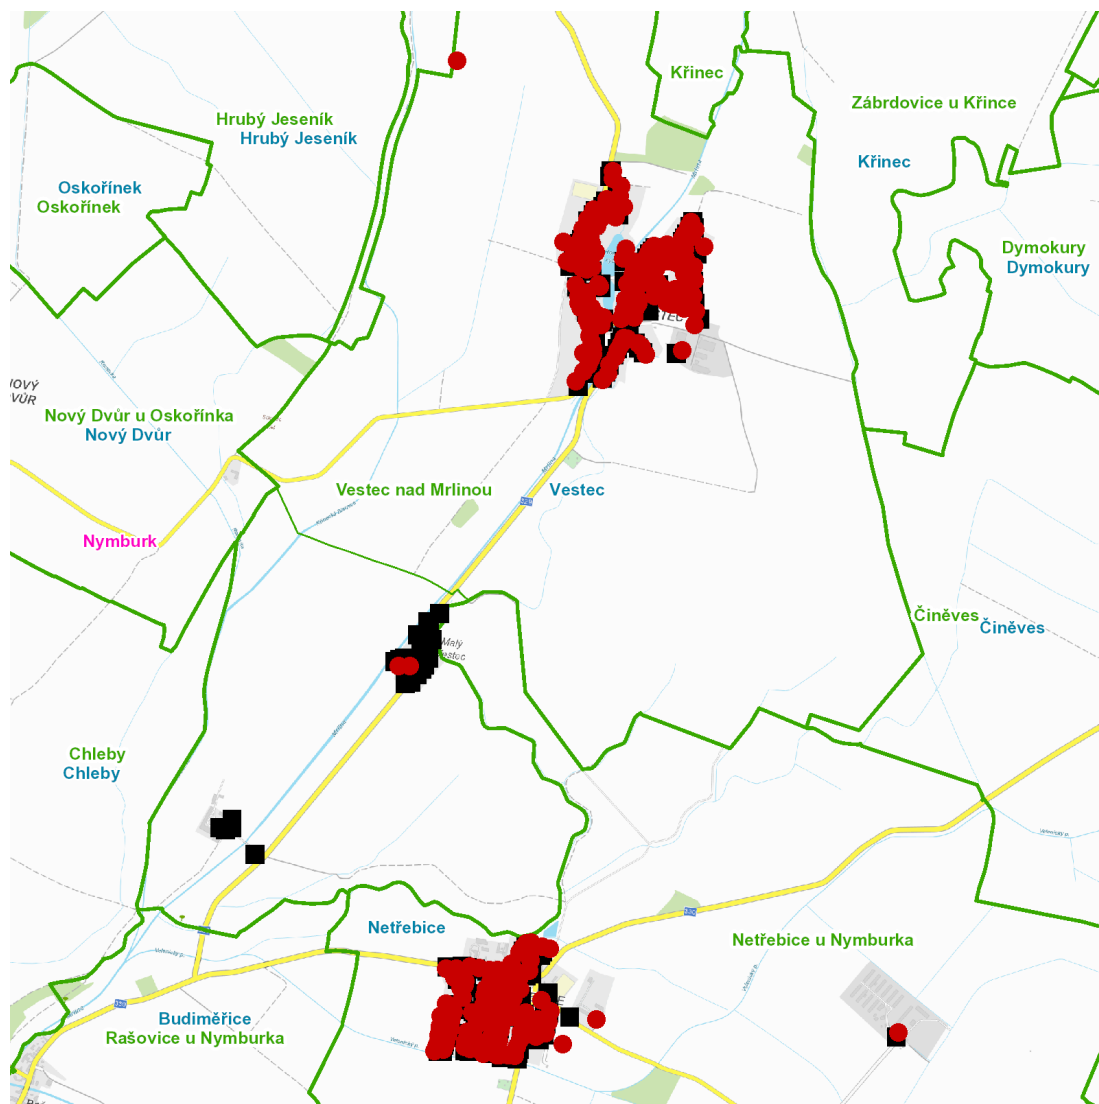 Křinec
Zábrdovice u Křince
Hrubý Jeseník
Hrubý Jeseník
Křinec
Oskořínek
Oskořínek
Dymokury
Dymokury
Nový Dvůr u Oskořínka
Nový Dvůr
Vestec nad Mrlinou
Vestec
Nymburk
Činěves
Činěves
Malý
Chleby
Chleby
Netřebice
Netřebice u Nymburka
Budiměřice
Rašovice u Nymburka